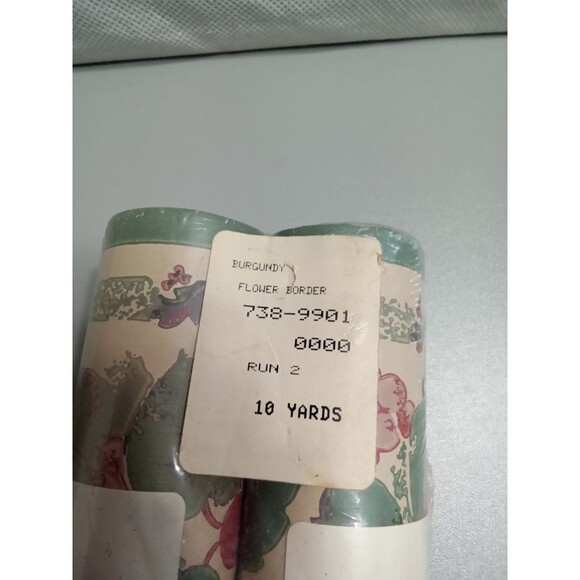 BURGUNDY
FLOWER BORDER
738-9901
0000
RUN 2
10 YARDS